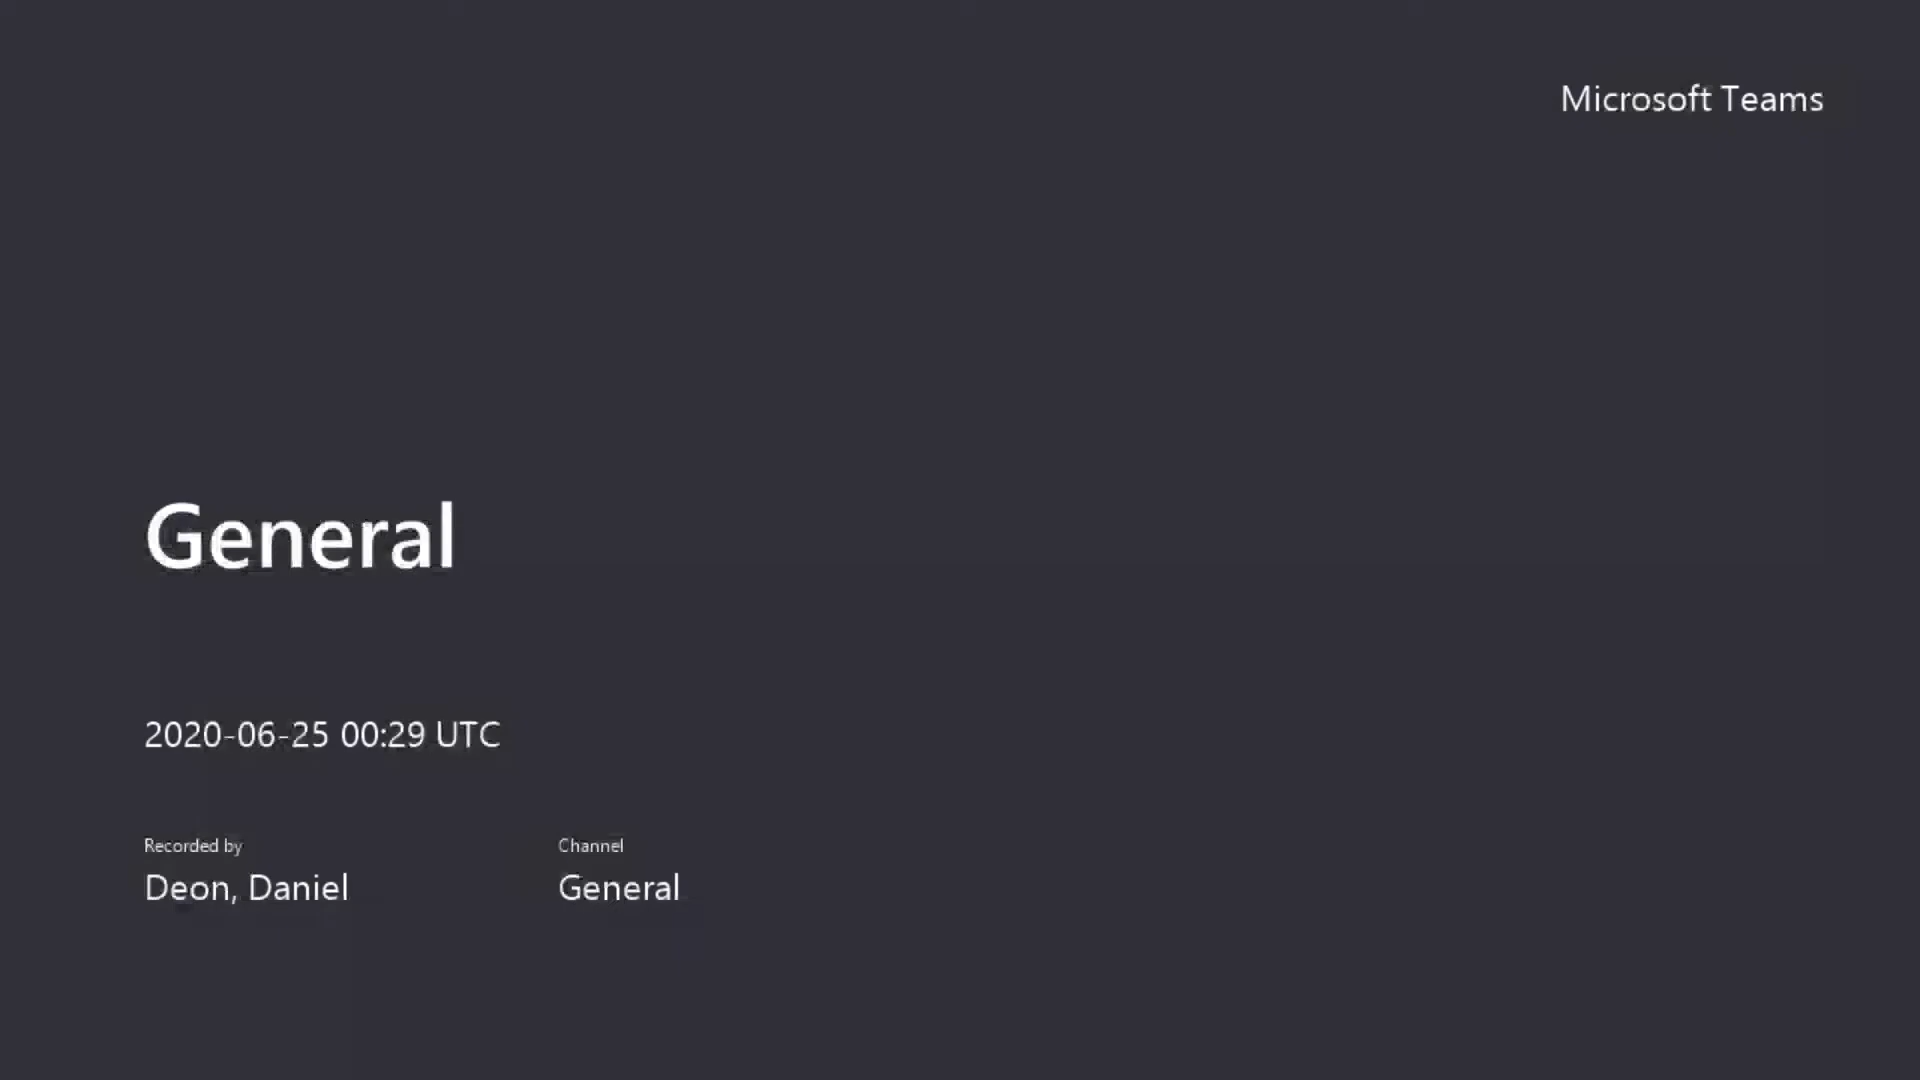 Microsoft Teams
General
2020-06-25 00:29 UTC
Recorded by
Deon, Daniel
Channel
General